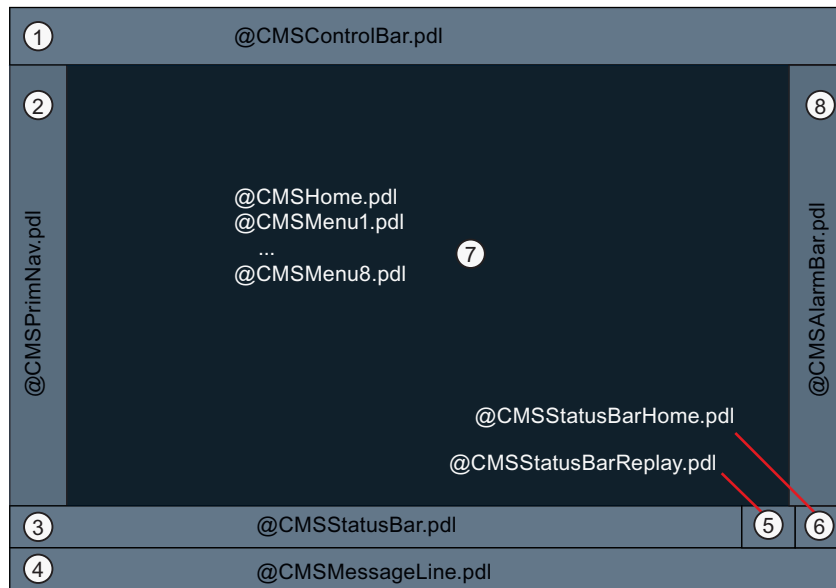 1 @CMSControlBar.pdl
2
8
@CMSPrimNav.pdl
@CMSHome.pdl
@CMSMenu1.pdl
...
@CMSMenu8.pdl
7
@CMSAlarmBar.pdl
@CMSStatusBarHome.pdl
@CMSStatusBarReplay.pdl
3 @CMSStatusBar.pdl 5 6
4 @CMSMessageLine.pdl